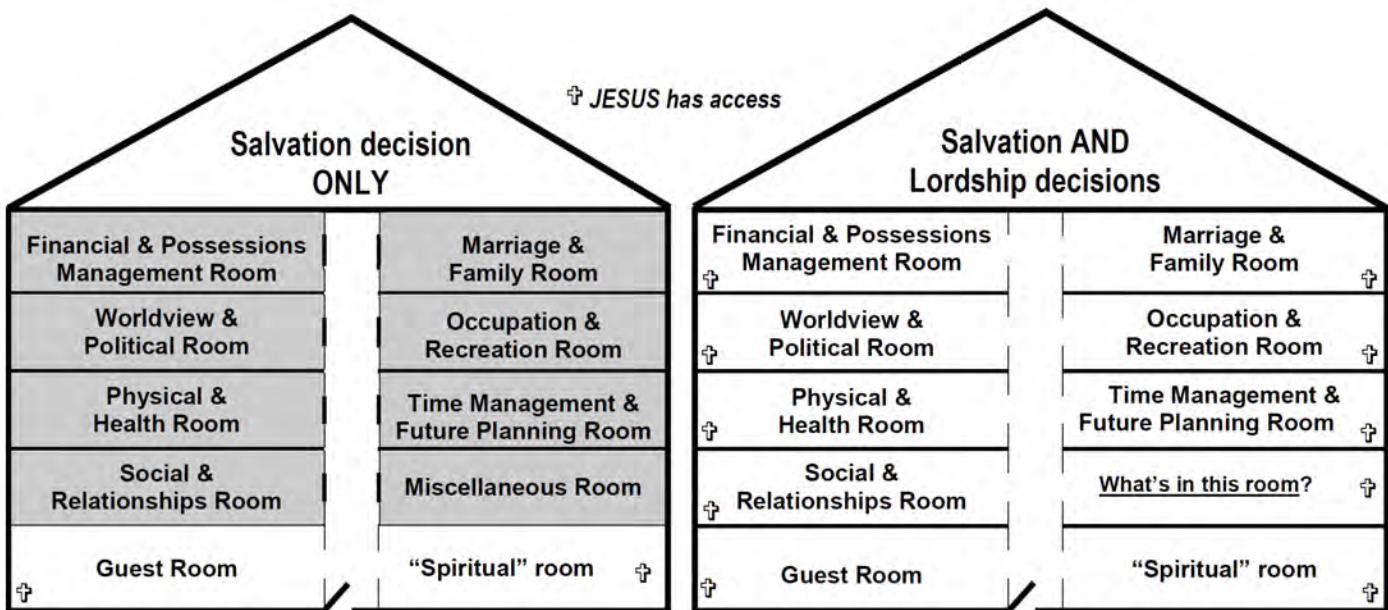 ✞ JESUS has access
Salvation decision
ONLY
Financial & Possessions
Management Room
Marriage &
Family Room
Worldview &
Political Room
Occupation &
Recreation Room
Physical &
Health Room
Time Management &
Future Planning Room
Social &
Relationships Room
Miscellaneous Room
Guest Room
“Spiritual” room
Salvation AND
Lordship decisions
Financial & Possessions
Management Room
Marriage &
Family Room
Worldview &
Political Room
Occupation &
Recreation Room
Physical &
Health Room
Time Management &
Future Planning Room
Social &
Relationships Room
What’s in this room?
Guest Room
“Spiritual” room